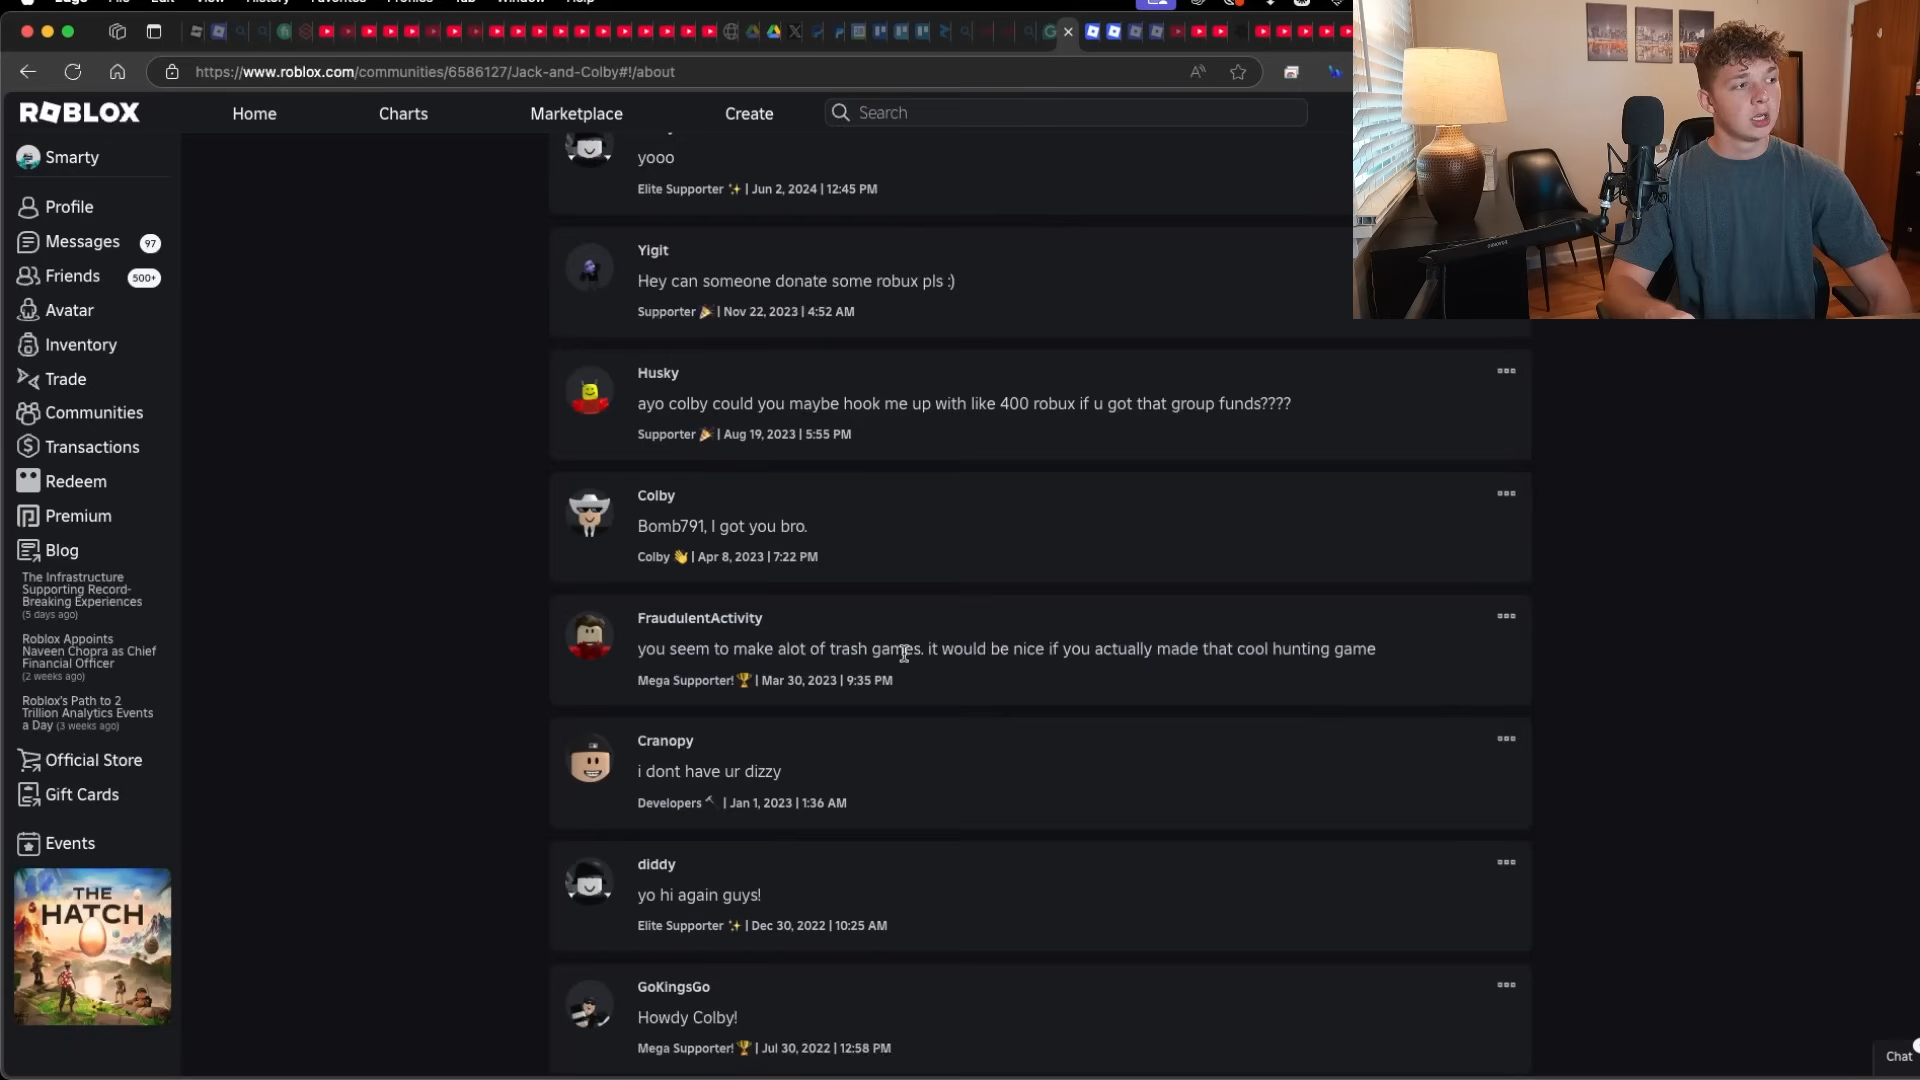 Edge File Edit View History Favorites Profiles Tab Window Help
https://www.roblox.com/communities/6586127/Jack-and-Colby#!/about
ROBLOX
Home
Charts
Marketplace
Create
Search
Smarty
Profile
Messages
97
Friends
500+
Avatar
Inventory
Trade
Communities
Transactions
Redeem
Premium
Blog
The Infrastructure
Supporting Record-
Breaking Experiences
(5 days ago)
Roblox Appoints
Naveen Chopra as Chief
Financial Officer
(2 weeks ago)
Roblox's Path to 2
Trillion Analytics Events
a Day (3 weeks ago)
Official Store
Gift Cards
Events
THE
HATCH
yooo
Elite Supporter ✨ | Jun 2, 2024 | 12:45 PM
Yigit
Hey can someone donate some robux pls :)
Supporter 🎉 | Nov 22, 2023 | 4:52 AM
Husky
ayo colby could you maybe hook me up with like 400 robux if u got that group funds????
Supporter 🎉 | Aug 19, 2023 | 5:55 PM
Colby
Bomb791, I got you bro.
Colby 👋 | Apr 8, 2023 | 7:22 PM
FraudulentActivity
you seem to make alot of trash games. it would be nice if you actually made that cool hunting game
Mega Supporter! 🏆 | Mar 30, 2023 | 9:35 PM
Cranopy
i dont have ur dizzy
Developers 🔨 | Jan 1, 2023 | 1:36 AM
diddy
yo hi again guys!
Elite Supporter ✨ | Dec 30, 2022 | 10:25 AM
GoKingsGo
Howdy Colby!
Mega Supporter! 🏆 | Jul 30, 2022 | 12:58 PM
Chat